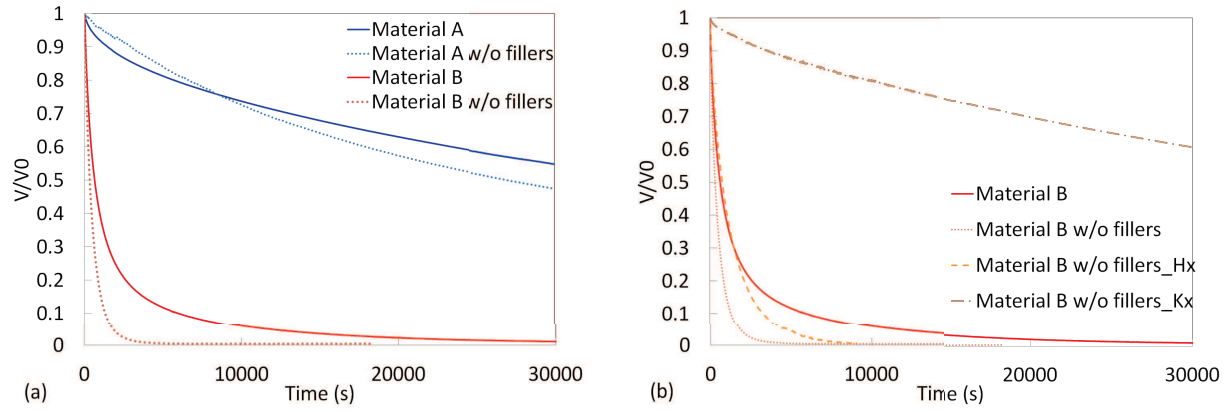 1
0.9
0.8
0.7
0.6
0.5
0.4
0.3
0.2
0.1
0
V/V0
Material A
Material A w/o fillers
Material B
Material B w/o fillers
0 10000 20000 30000
Time (s)
(a)
1
0.9
0.8
0.7
0.6
0.5
0.4
0.3
0.2
0.1
0
V/V0
Material B
Material B w/o fillers
Material B w/o fillers_Hx
Material B w/o fillers_Kx
0 10000 20000 30000
Time (s)
(b)